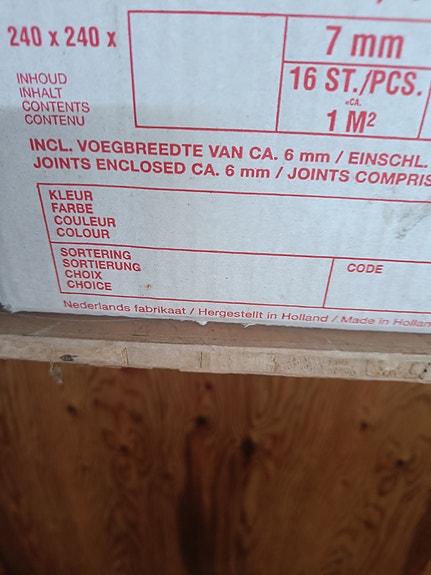 240 x 240 x
7 mm
INHOUD
INHALT
CONTENTS
CONTENU
16 ST./PCS.
=CA.
1 M²
INCL. VOEGBREEDTE VAN CA. 6 mm / EINSCHL.
JOINTS ENCLOSED CA. 6 mm / JOINTS COMPRIS
KLEUR
FARBE
COULEUR
COLOUR
SORTERING
SORTIERUNG
CHOIX
CHOICE
CODE
Nederlands fabrikaat / Hergestellt in Holland / Made in Hollan